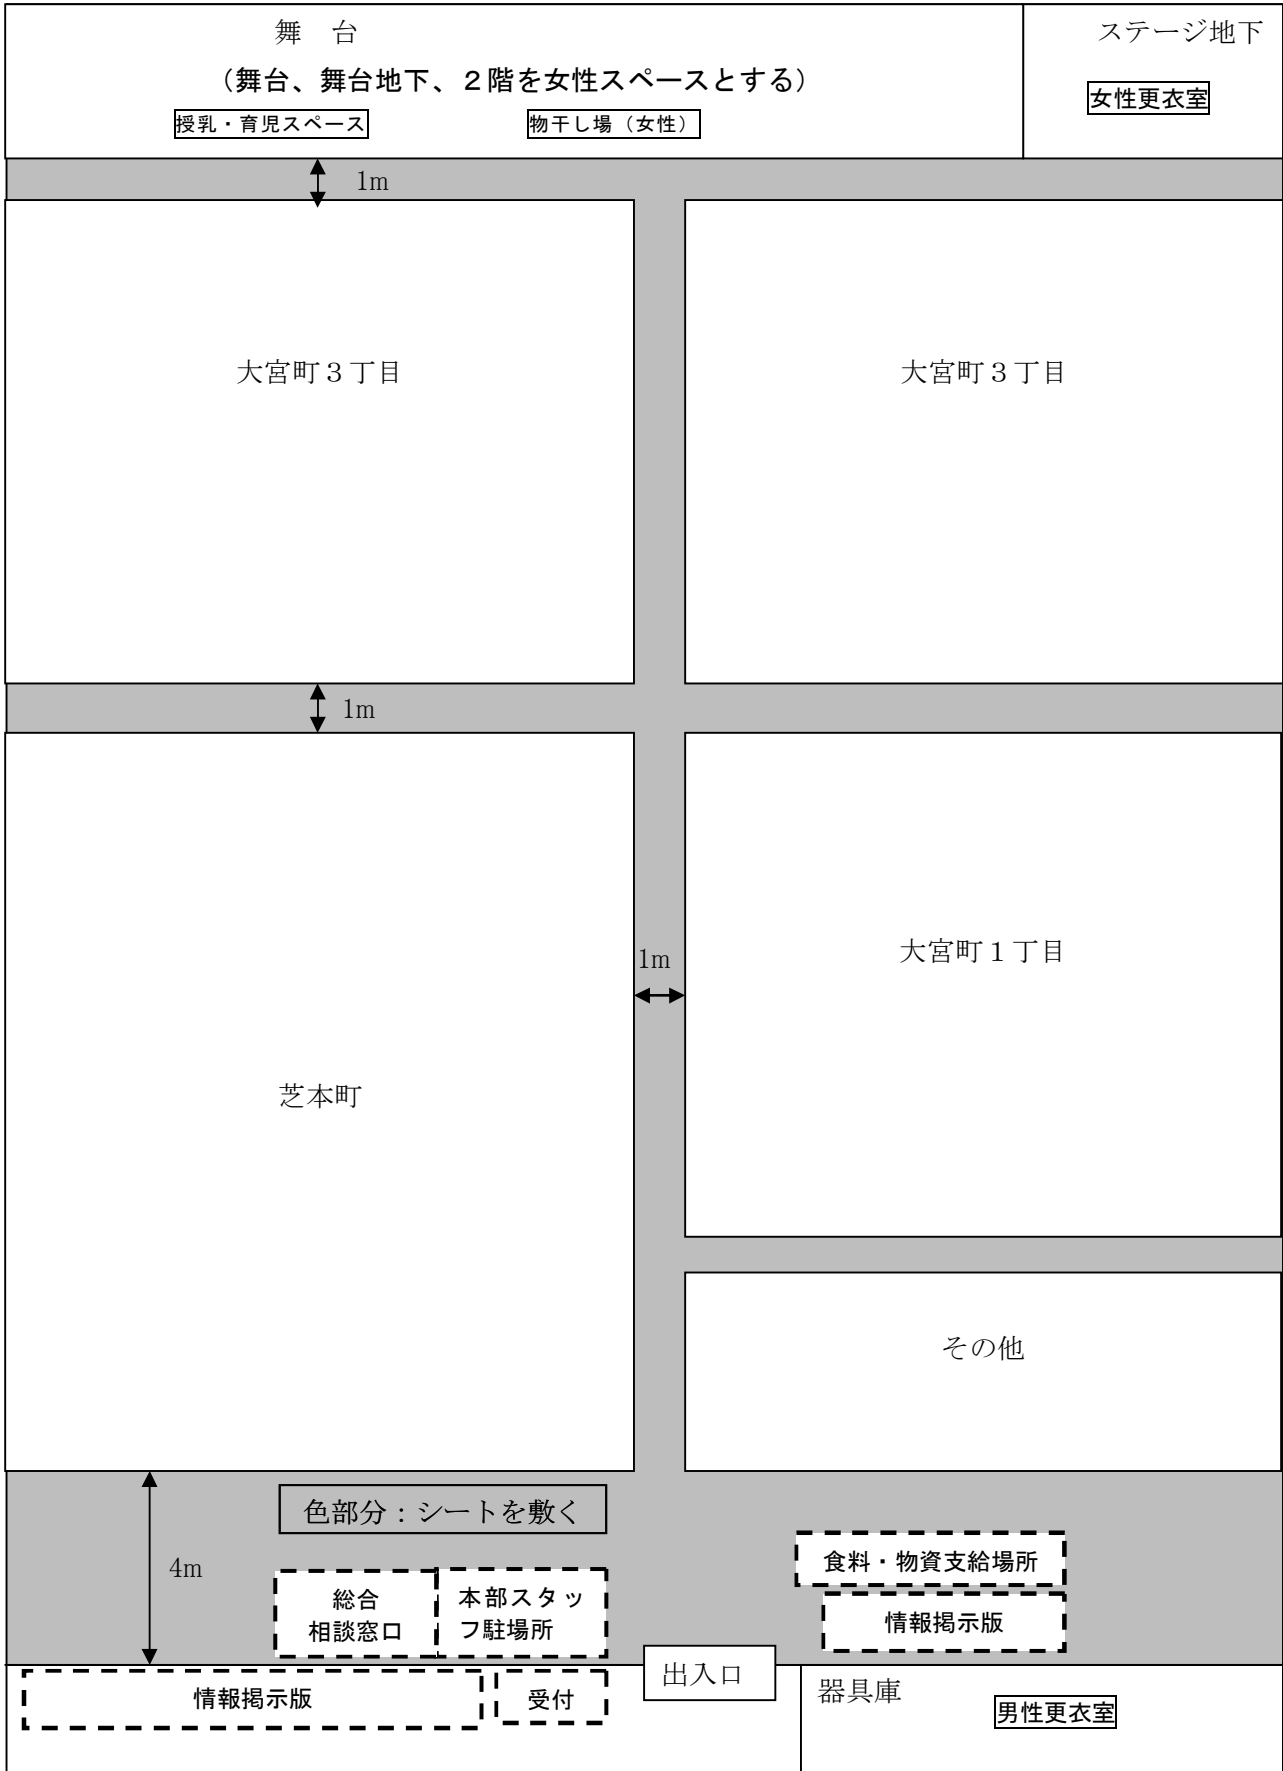 舞　台
ステージ地下
（舞台、舞台地下、２階を女性スペースとする）
女性更衣室
授乳・育児スペース
物干し場（女性）
1m
大宮町３丁目
大宮町３丁目
1m
大宮町１丁目
1m
芝本町
その他
色部分：シートを敷く
4m
食料・物資支給場所
総合
相談窓口
本部スタッ
フ駐場所
情報掲示版
出入口
情報掲示版
受付
器具庫
男性更衣室